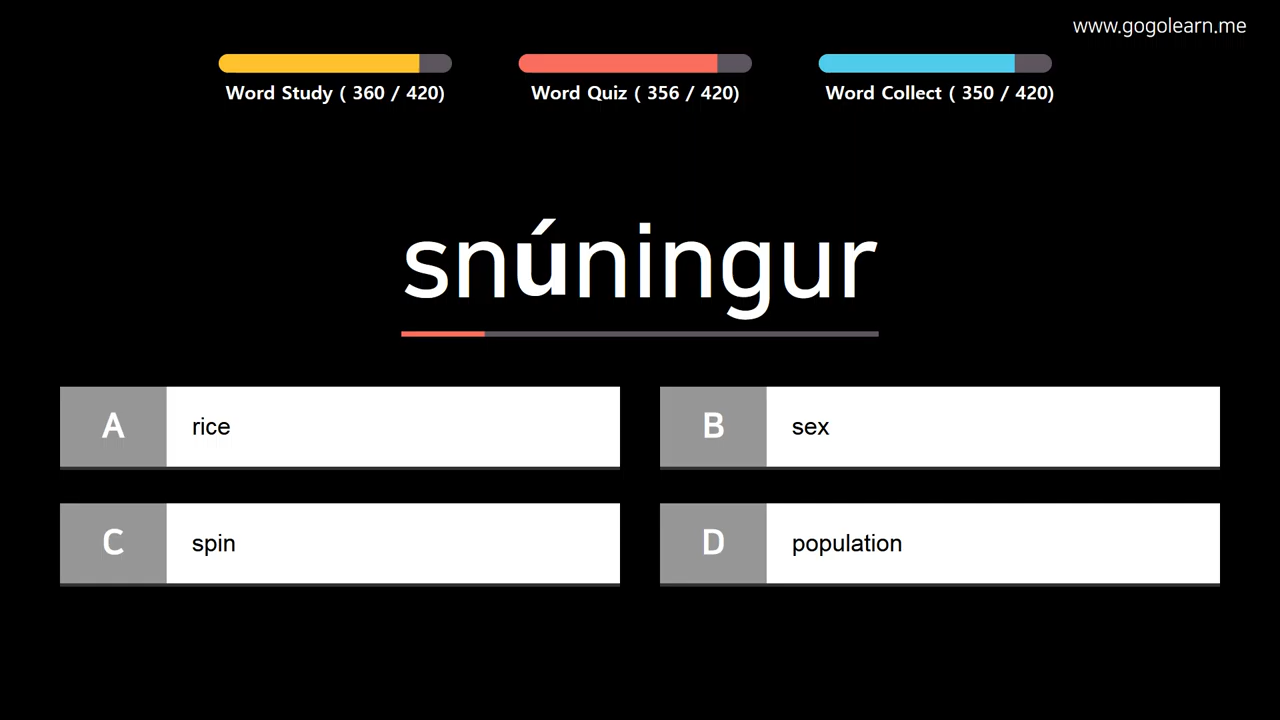 www.gogolearn.me
Word Study ( 360 / 420)
Word Quiz ( 356 / 420)
Word Collect ( 350 / 420)
snúningur
A rice
B sex
C spin
D population